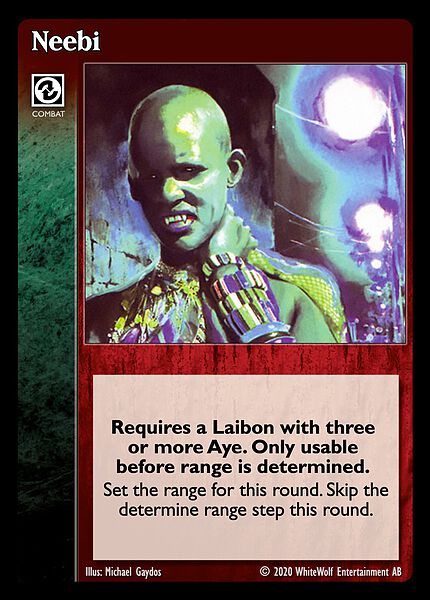 Neebi
COMBAT
Requires a Laibon with three
or more Aye. Only usable
before range is determined.
Set the range for this round. Skip the
determine range step this round.
Illus: Michael Gaydos
© 2020 WhiteWolf Entertainment AB